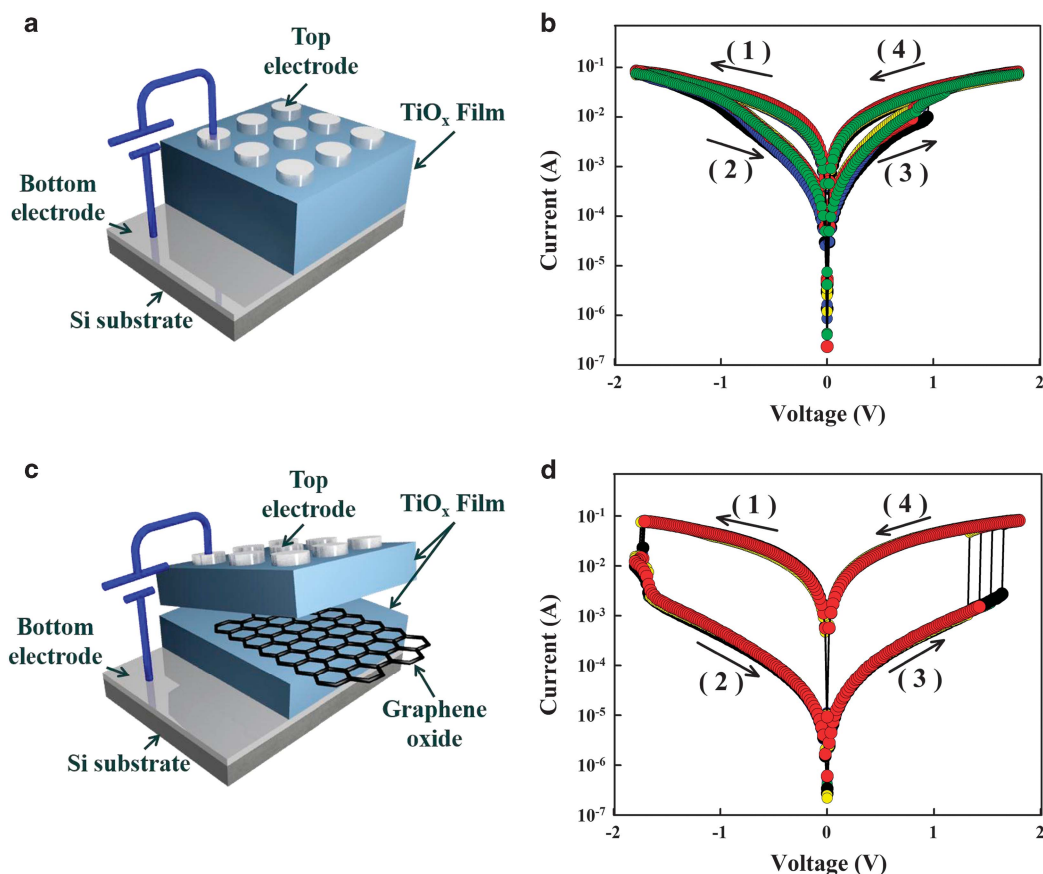 a
Top
electrode
TiOx Film
Bottom
electrode
Si substrate
b
( 1 )
( 4 )
( 2 )
( 3 )
10-1
10-2
10-3
10-4
10-5
10-6
10-7
Current (A)
-2
-1
0
1
2
Voltage (V)
c
Top
electrode
TiOx Film
Bottom
electrode
Graphene
oxide
Si substrate
d
( 1 )
( 4 )
( 2 )
( 3 )
10-1
10-2
10-3
10-4
10-5
10-6
10-7
Current (A)
-2
-1
0
1
2
Voltage (V)